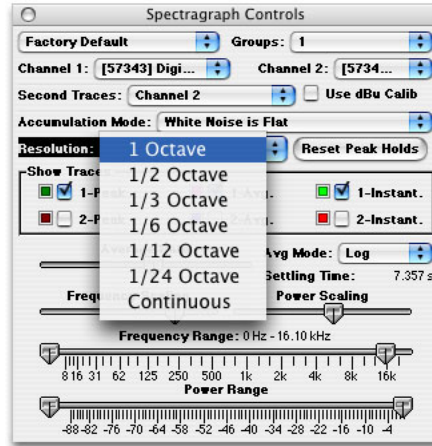 Spectragraph Controls
Factory Default Groups: 1
Channel 1: [57343] Digi... Channel 2: [5734...
Second Traces: Channel 2 Use dBu Calib
Accumulation Mode: White Noise is Flat
Resolution: 1 Octave Reset Peak Holds
1/2 Octave
1/3 Octave
1/6 Octave
1/12 Octave
1/24 Octave
Continuous
Show Traces
1-Instant.
2-Instant.
Avg Mode: Log
Settling Time: 7.357 s
Power Scaling
Frequency Range: 0 Hz - 16.10 kHz
8 16 31 62 125 250 500 1k 2k 4k 8k 16k
Power Range
-88 -82 -76 -70 -64 -58 -52 -46 -40 -34 -28 -22 -16 -10 -4